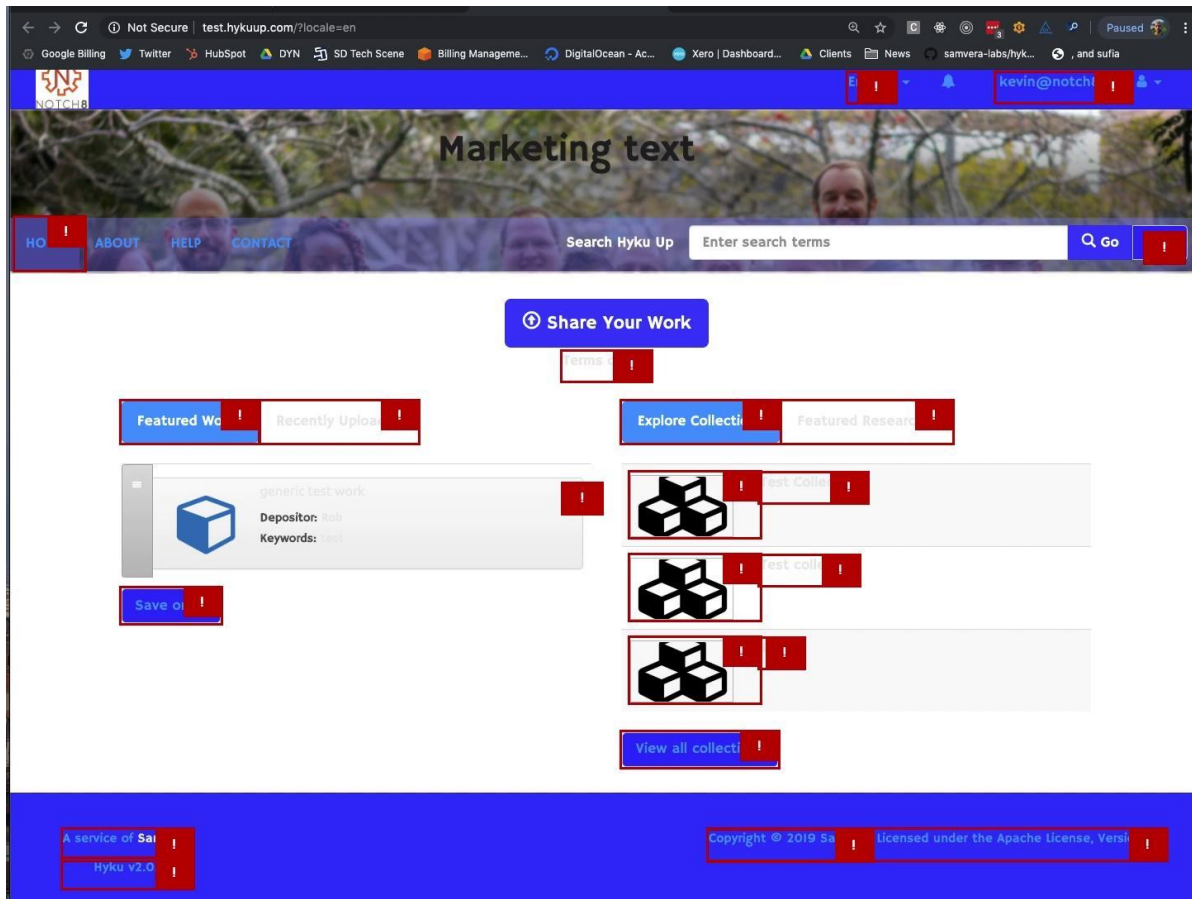 Not Secure test.hykuup.com/?locale=en Paused
Google Billing Twitter HubSpot DYN SD Tech Scene Billing Manageme... DigitalOcean - Ac... Xero | Dashboard... Clients News samvera-labs/hyk... , and sufia
NOTCH8
kevin@notch
Marketing text
HO ABOUT HELP CONTACT Search Hyku Up Enter search terms Go
Share Your Work
Terms
Featured Wo Recently Uploa Explore Collecti Featured Researc
generic test work
Depositor: Rob
Keywords: test
Test Colle
Test coll
Save o
View all collecti
A service of Sa Copyright © 2019 Sa Licensed under the Apache License, Versi
Hyku v2.0